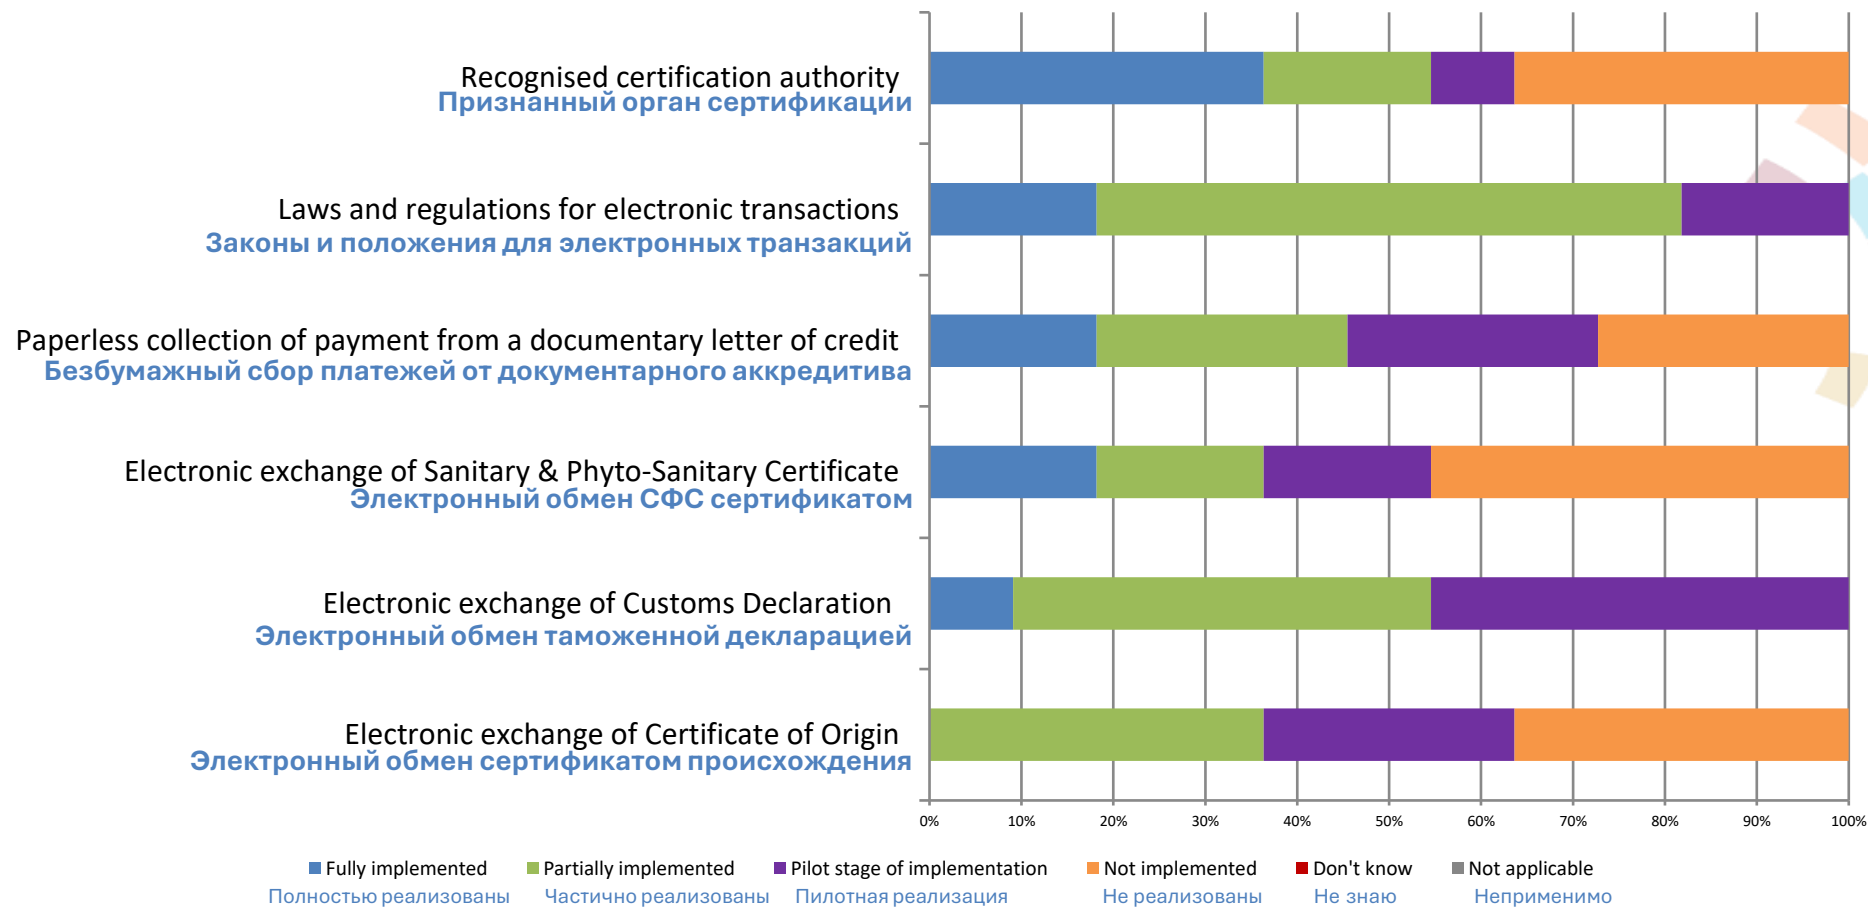 Recognised certification authority
Признанный орган сертификации
Laws and regulations for electronic transactions
Законы и положения для электронных транзакций
Paperless collection of payment from a documentary letter of credit
Безбумажный сбор платежей от документарного аккредитива
Electronic exchange of Sanitary & Phyto-Sanitary Certificate
Электронный обмен СФС сертификатом
Electronic exchange of Customs Declaration
Электронный обмен таможенной декларацией
Electronic exchange of Certificate of Origin
Электронный обмен сертификатом происхождения
0% 10% 20% 30% 40% 50% 60% 70% 80% 90% 100%
Fully implemented Partially implemented Pilot stage of implementation Not implemented Don't know Not applicable
Полностью реализованы Частично реализованы Пилотная реализация Не реализованы Не знаю Неприменимо